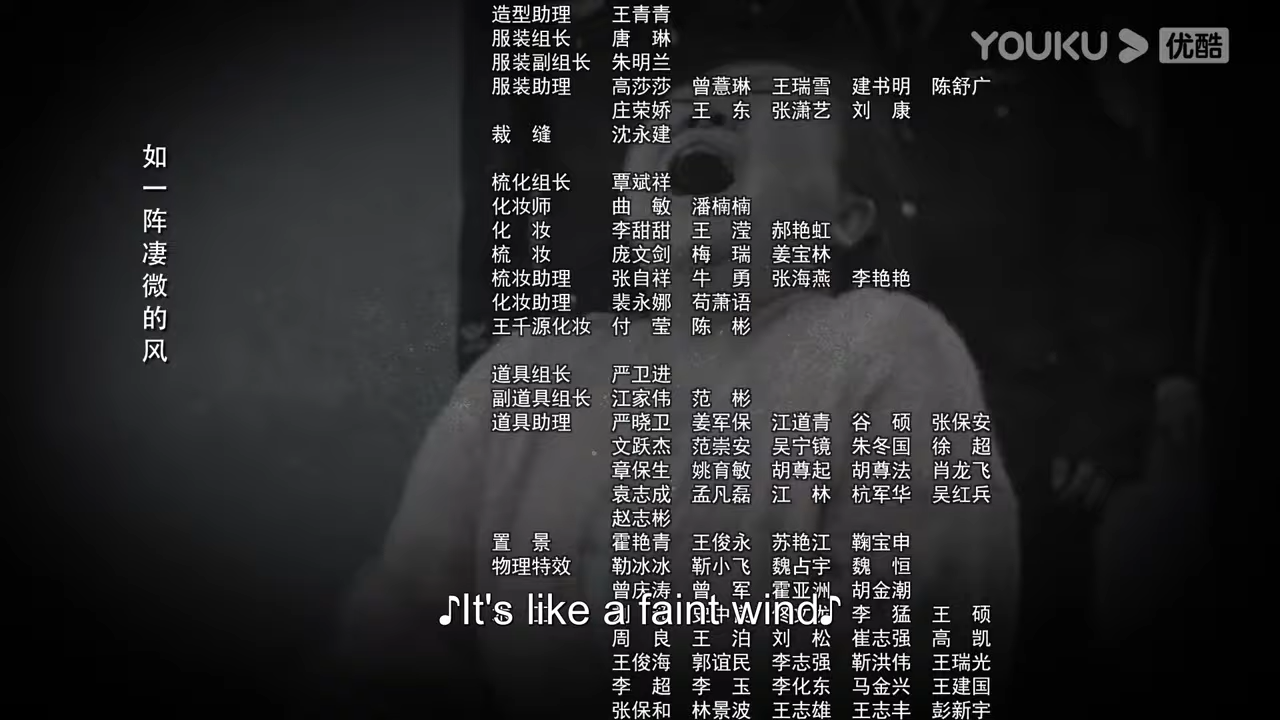 YOUKU 优酷
如一阵凄微的风
造型助理 王青青
服装组长 唐 琳
服装副组长 朱明兰
服装助理 高莎莎 曾薏琳 王瑞雪 建书明 陈舒广
庄荣娇 王 东 张潇艺 刘 康
裁 缝 沈永建
梳化组长 覃斌祥
化妆师 曲 敏 潘楠楠
化 妆 李甜甜 王 滢 郝艳虹
梳 妆 庞文剑 梅 瑞 姜宝林
梳妆助理 张自祥 牛 勇 张海燕 李艳艳
化妆助理 裴永娜 苟萧语
王千源化妆 付 莹 陈 彬
道具组长 严卫进
副道具组长 江家伟 范 彬
道具助理 严晓卫 姜军保 江道青 谷 硕 张保安
文跃杰 范崇安 吴宁镜 朱冬国 徐 超
章保生 姚育敏 胡尊起 胡尊法 肖龙飞
袁志成 孟凡磊 江 林 杭军华 吴红兵
赵志彬
置 景 霍艳青 王俊永 苏艳江 鞠宝申
物理特效 勒冰冰 靳小飞 魏占宇 魏 恒
曾庆涛 曾 军 霍亚洲 胡金潮
李 猛 王 硕
♪It's like a faint wind♪
周 良 王 泊 刘 松 崔志强 高 凯
王俊海 郭谊民 李志强 靳洪伟 王瑞光
李 超 李 玉 李化东 马金兴 王建国
张保和 林景波 王志雄 王志丰 彭新宇